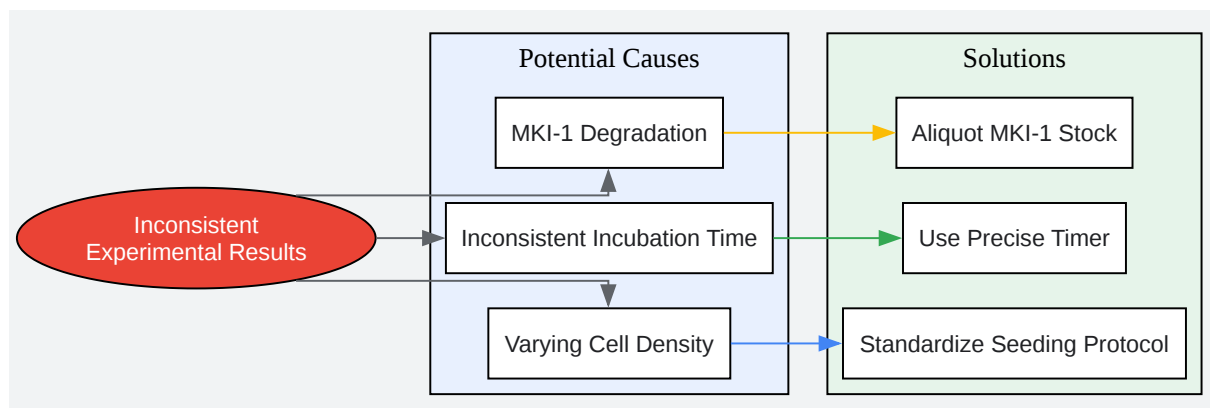 Potential Causes
Solutions
MKI-1 Degradation
Aliquot MKI-1 Stock
Inconsistent
Experimental Results
Inconsistent Incubation Time
Use Precise Timer
Varying Cell Density
Standardize Seeding Protocol